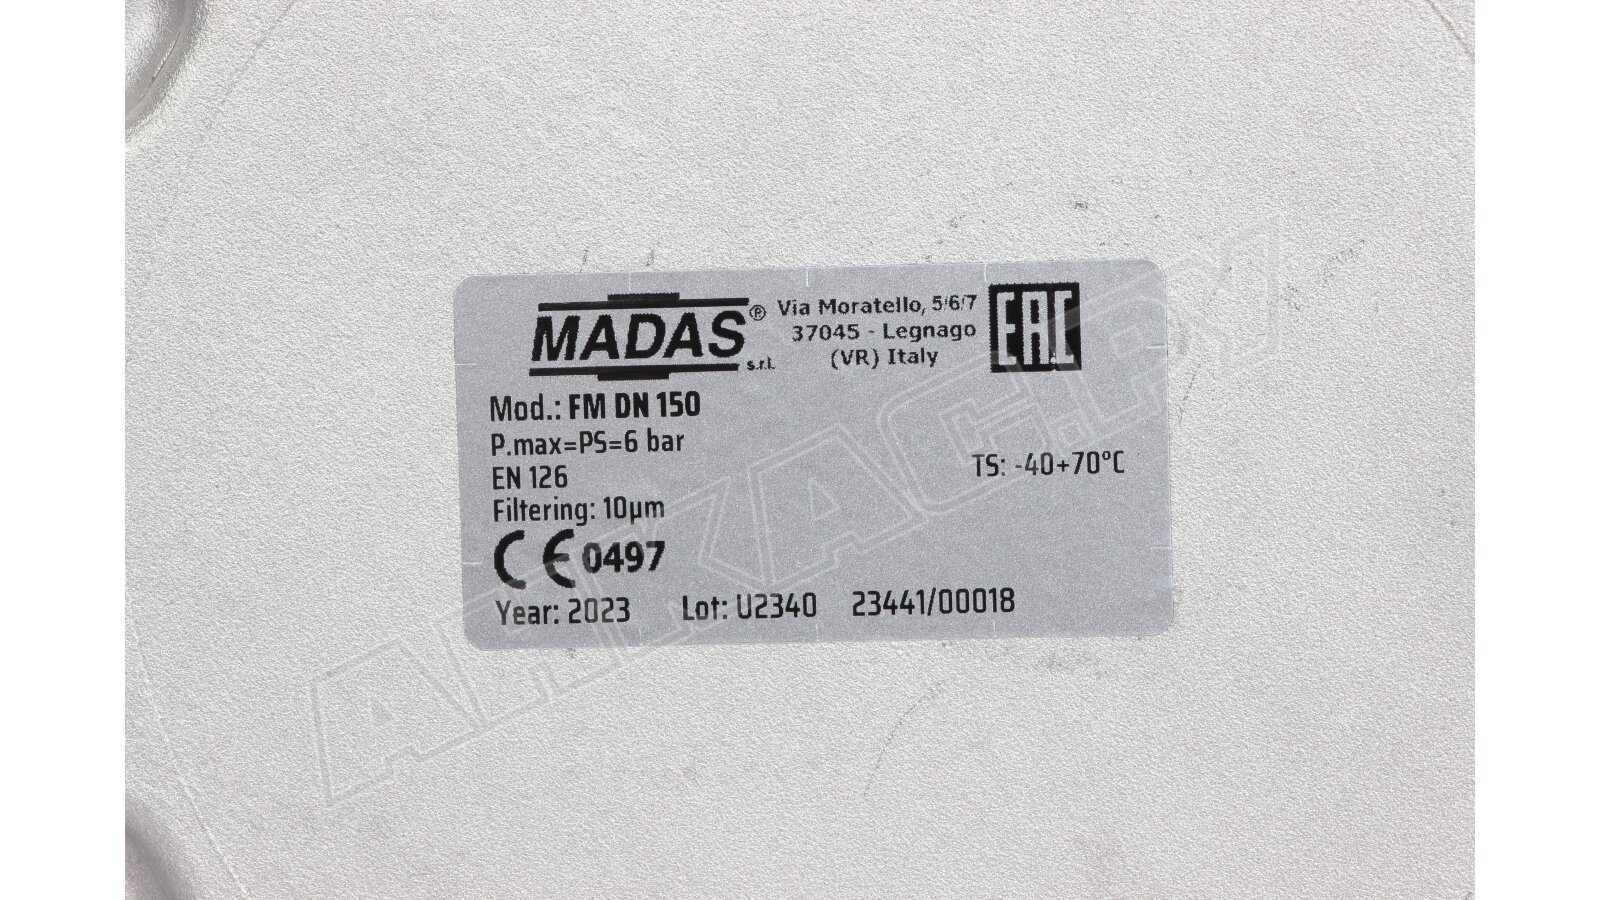 MADAS® s.r.l.
Via Moratello, 5/6/7
37045 - Legnago
(VR) Italy
EAC
Mod.: FM DN 150
P.max=PS=6 bar
EN 126
TS: -40+70°C
Filtering: 10µm
CE 0497
Year: 2023 Lot: U2340 23441/00018